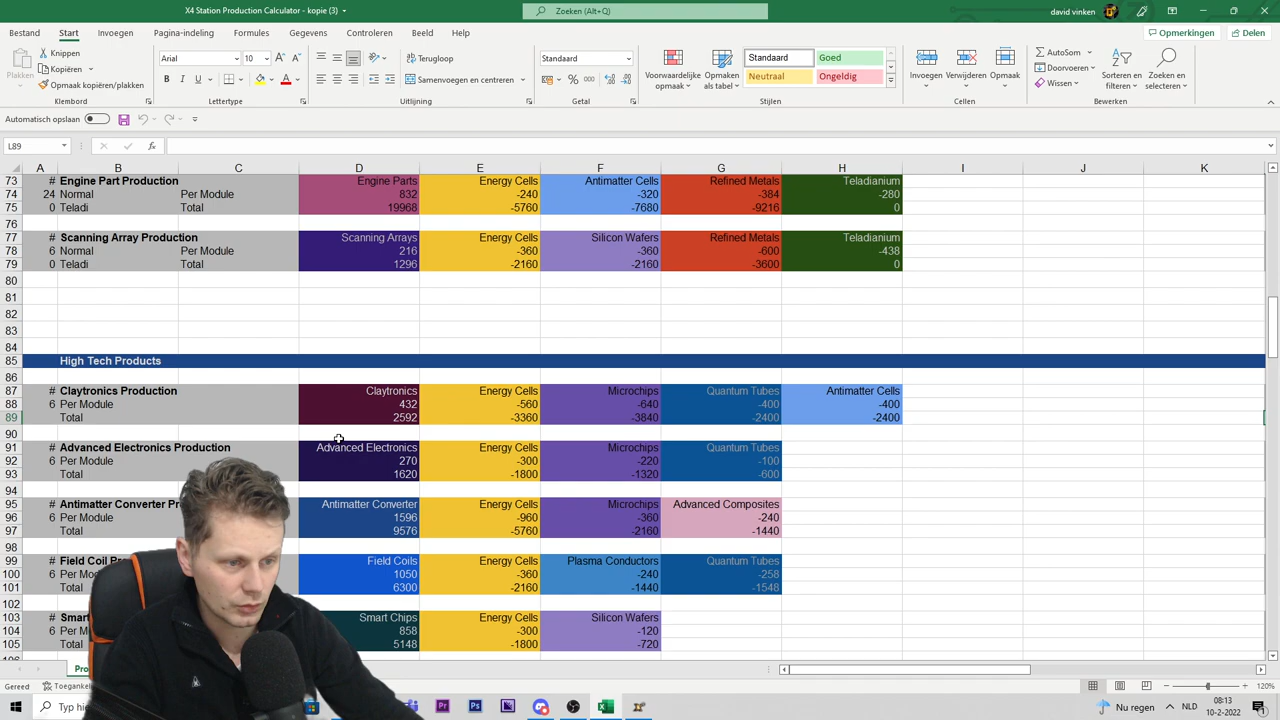 X4 Station Production Calculator - kopie (3)
Zoeken (Alt+Q)
david vinken
Bestand Start Invoegen Pagina-indeling Formules Gegevens Controleren Beeld Help
Opmerkingen Delen
Plakken
Knippen
Kopiëren
Opmaak kopiëren/plakken
Klembord
Arial 10
B I U
Lettertype
Terugloop
Samenvoegen en centreren
Uitlijning
Standaard
% 000
Getal
Voorwaardelijke opmaak
Opmaken als tabel
Standaard Goed
Neutraal Ongeldig
Stijlen
Invoegen Verwijderen Opmaak
Cellen
AutoSom
Doorvoeren
Wissen
Sorteren en filteren
Zoeken en selecteren
Bewerken
Automatisch opslaan
L89 fx
A B C D E F G H I J K
73 # Engine Part Production Engine Parts Energy Cells Antimatter Cells Refined Metals Teladianium
74 24 Normal Per Module 832 -240 -320 -384 -280
75 0 Teladi Total 19968 -5760 -7680 -9216 0
76
77 # Scanning Array Production Scanning Arrays Energy Cells Silicon Wafers Refined Metals Teladianium
78 6 Normal Per Module 216 -360 -360 -600 -438
79 0 Teladi Total 1296 -2160 -2160 -3600 0
80
81
82
83
84
85 High Tech Products
86
87 # Claytronics Production Claytronics Energy Cells Microchips Quantum Tubes Antimatter Cells
88 6 Per Module 432 -560 -640 -400 -400
89 Total 2592 -3360 -3840 -2400 -2400
90
91 # Advanced Electronics Production Advanced Electronics Energy Cells Microchips Quantum Tubes
92 6 Per Module 270 -300 -220 -100
93 Total 1620 -1800 -1320 -600
94
95 # Antimatter Converter Pr Antimatter Converter Energy Cells Microchips Advanced Composites
96 6 Per Module 1596 -960 -360 -240
97 Total 9576 -5760 -2160 -1440
98
99 # Field Coil Pro Field Coils Energy Cells Plasma Conductors Quantum Tubes
100 6 Per Mod 1050 -360 -240 -258
101 Total 6300 -2160 -1440 -1548
102
103 # Smart Smart Chips Energy Cells Silicon Wafers
104 6 Per M 858 -300 -120
105 Total 5148 -1800 -720
Pro
Gereed Toegankel
120%
Typ hie
Pr Ps
Nu regen
NLD
08:13
10-2-2022